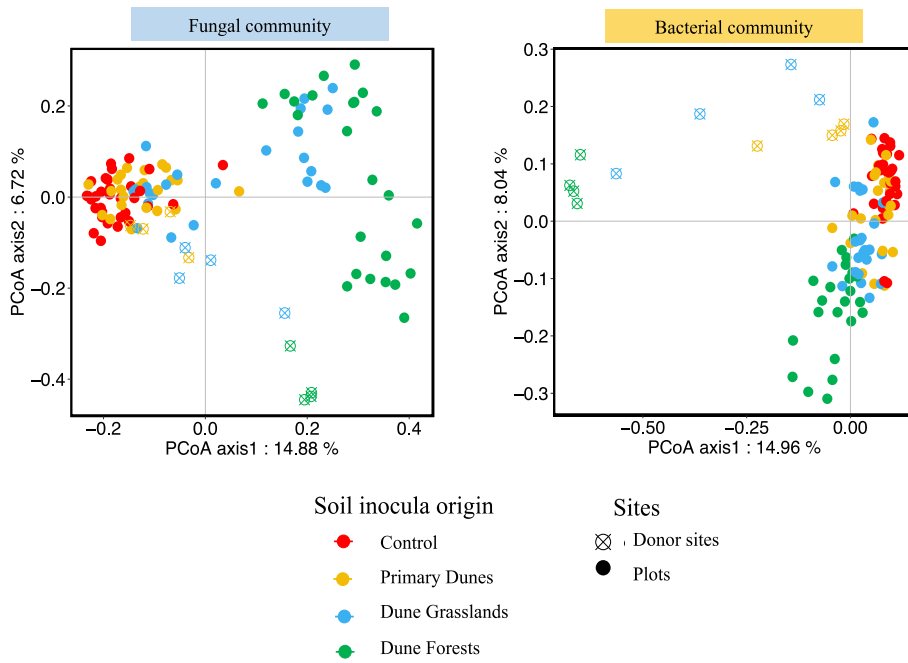 Fungal community
Bacterial community
0.2
0.0
−0.2
−0.4
PCoA axis2 : 6.72 %
−0.2
0.0
0.2
0.4
PCoA axis1 : 14.88 %
0.3
0.2
0.1
0.0
−0.1
−0.2
−0.3
PCoA axis2 : 8.04 %
−0.50
−0.25
0.00
PCoA axis1 : 14.96 %
Soil inocula origin
Control
Primary Dunes
Dune Grasslands
Dune Forests
Sites
Donor sites
Plots